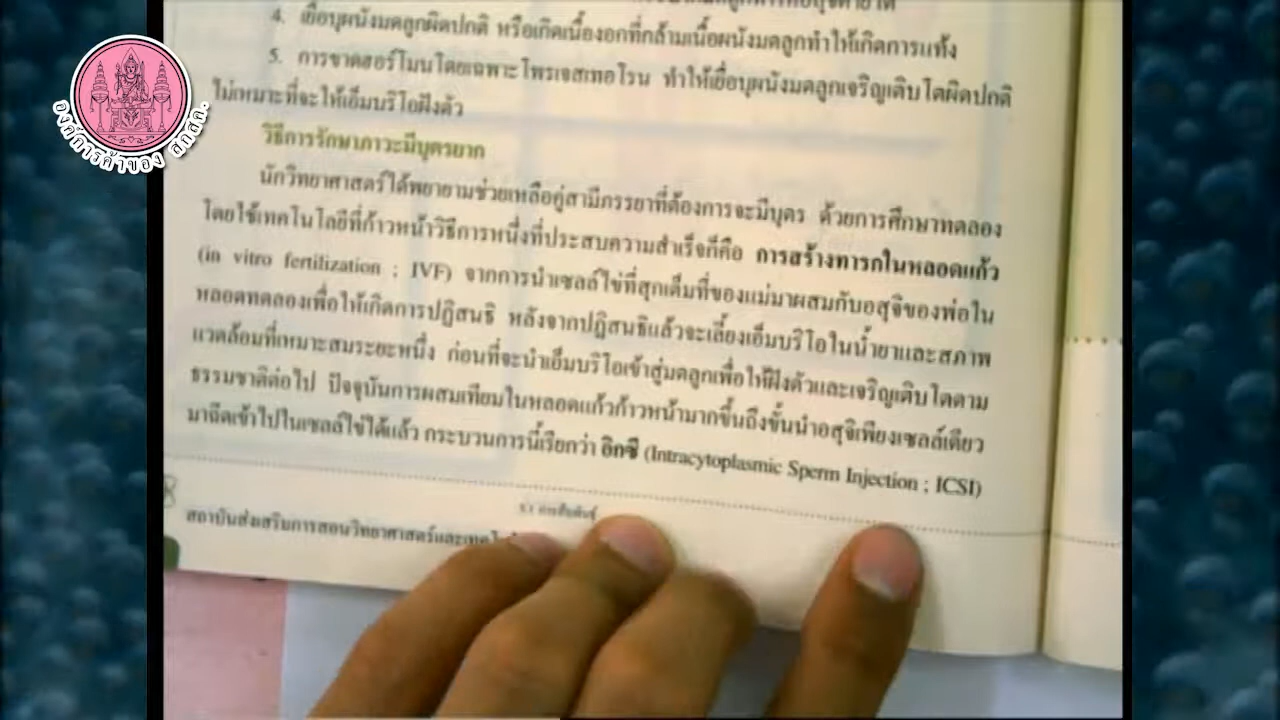 องค์การค้าของ สกสค.
4. เยื่อบุผนังมดลูกผิดปกติ หรือเกิดเนื้องอกที่กล้ามเนื้อผนังมดลูกทำให้เกิดการแท้ง
5. การขาดฮอร์โมนโดยเฉพาะโพรเจสเทอโรน ทำให้เยื่อบุผนังมดลูกเจริญเติบโตผิดปกติ
ไม่เหมาะที่จะให้เอ็มบริโอฝังตัว
วิธีการรักษาภาวะมีบุตรยาก
นักวิทยาศาสตร์ได้พยายามช่วยเหลือคู่สามีภรรยาที่ต้องการจะมีบุตร ด้วยการศึกษาทดลอง
โดยใช้เทคโนโลยีที่ก้าวหน้าวิธีการหนึ่งที่ประสบความสำเร็จก็คือ การสร้างทารกในหลอดแก้ว
(in vitro fertilization ; IVF) จากการนำเซลล์ไข่ที่สุกเต็มที่ของแม่มาผสมกับอสุจิของพ่อใน
หลอดทดลองเพื่อให้เกิดการปฏิสนธิ หลังจากปฏิสนธิแล้วจะเลี้ยงเอ็มบริโอในน้ำยาและสภาพ
แวดล้อมที่เหมาะสมระยะหนึ่ง ก่อนที่จะนำเอ็มบริโอเข้าสู่มดลูกเพื่อให้ฝังตัวและเจริญเติบโตตาม
ธรรมชาติต่อไป ปัจจุบันการผสมเทียมในหลอดแก้วก้าวหน้ามากขึ้นถึงขั้นนำอสุจิเพียงเซลล์เดียว
มาฉีดเข้าไปในเซลล์ไข่ได้แล้ว กระบวนการนี้เรียกว่า อิกซี (Intracytoplasmic Sperm Injection ; ICSI)
สถาบันส่งเสริมการสอนวิทยาศาสตร์และเทคโน